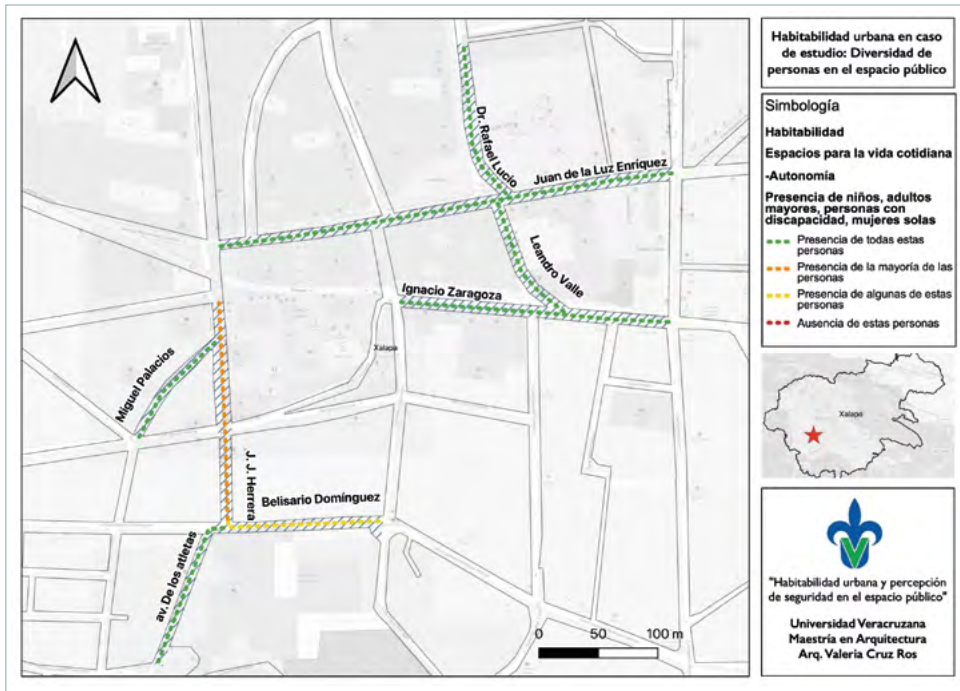 Habitabilidad urbana en caso
de estudio: Diversidad de
personas en el espacio público
Simbología
Habitabilidad
Espacios para la vida cotidiana
-Autonomía
Presencia de niños, adultos
mayores, personas con
discapacidad, mujeres solas
Presencia de todas estas
personas
Presencia de la mayoría de las
personas
Presencia de algunas de estas
personas
Ausencia de estas personas
Dr. Rafael Lucio
Juan de la Luz Enriquez
Leandro Valle
Ignacio Zaragoza
Xalapa
Miguel Palacios
J. J. Herrera
Belisario Domínguez
av. De los atletas
0 50 100 m
Xalapa
"Habitabilidad urbana y percepción
de seguridad en el espacio público"
Universidad Veracruzana
Maestría en Arquitectura
Arq. Valeria Cruz Ros